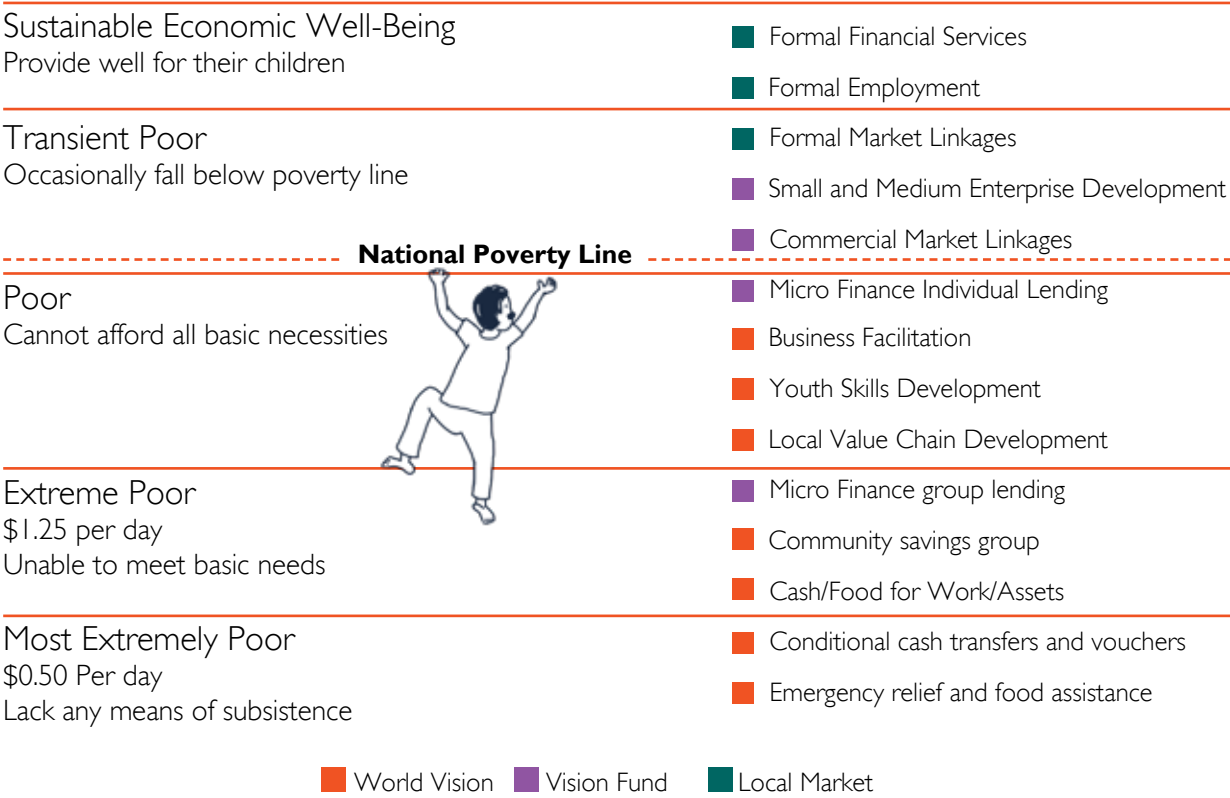 Sustainable Economic Well-Being
Provide well for their children
Formal Financial Services
Formal Employment
Transient Poor
Occasionally fall below poverty line
Formal Market Linkages
Small and Medium Enterprise Development
Commercial Market Linkages
National Poverty Line
Poor
Cannot afford all basic necessities
Micro Finance Individual Lending
Business Facilitation
Youth Skills Development
Local Value Chain Development
Extreme Poor
$1.25 per day
Unable to meet basic needs
Micro Finance group lending
Community savings group
Cash/Food for Work/Assets
Most Extremely Poor
$0.50 Per day
Lack any means of subsistence
Conditional cash transfers and vouchers
Emergency relief and food assistance
World Vision Vision Fund Local Market